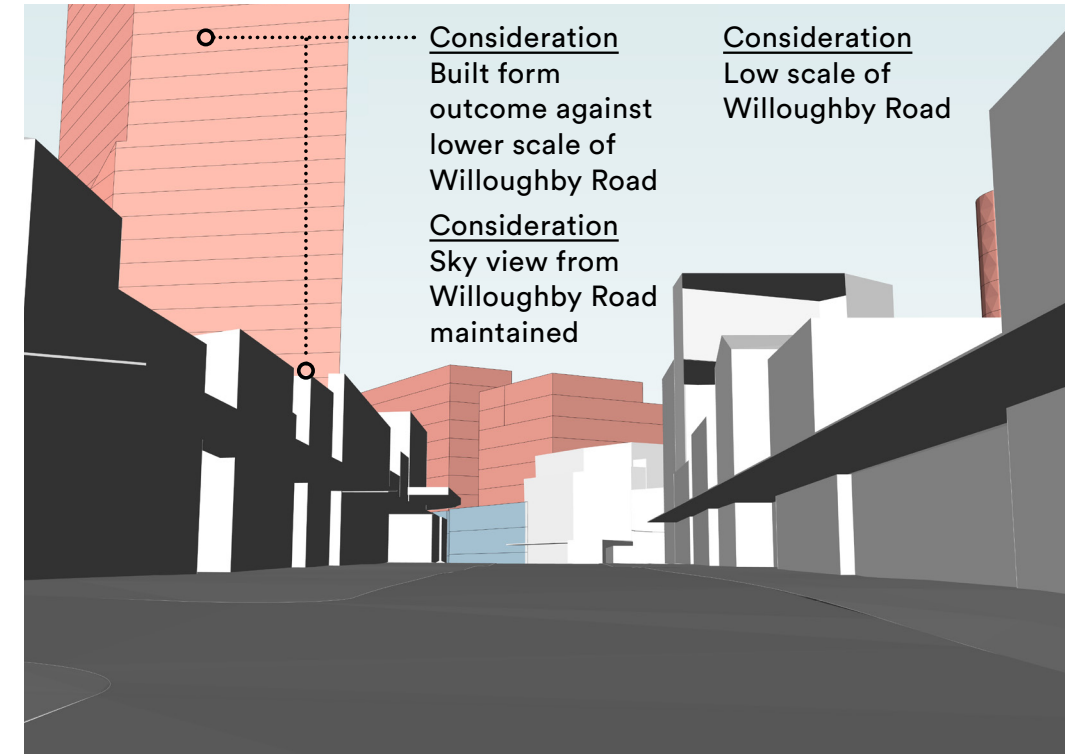 Consideration
Built form
outcome against
lower scale of
Willoughby Road
Consideration
Sky view from
Willoughby Road
maintained
Consideration
Low scale of
Willoughby Road